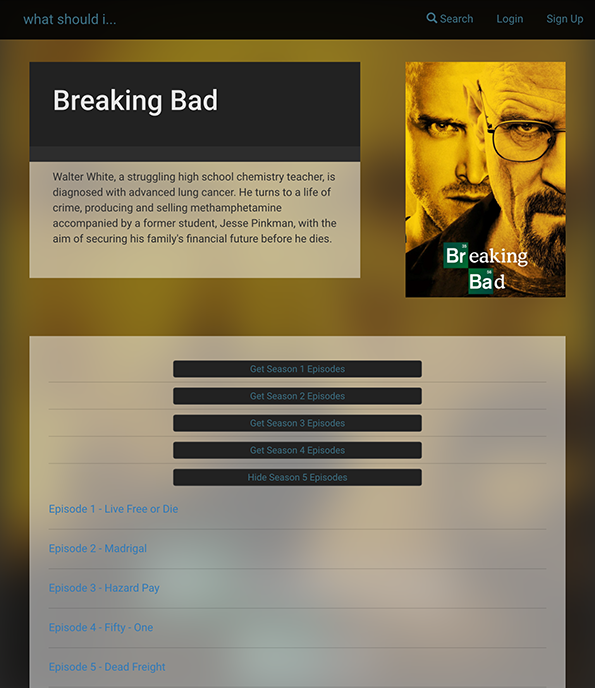 what should i...
Search Login Sign Up
Breaking Bad
Walter White, a struggling high school chemistry teacher, is
diagnosed with advanced lung cancer. He turns to a life of
crime, producing and selling methamphetamine
accompanied by a former student, Jesse Pinkman, with the
aim of securing his family's financial future before he dies.
Breaking
Bad
Get Season 1 Episodes
Get Season 2 Episodes
Get Season 3 Episodes
Get Season 4 Episodes
Hide Season 5 Episodes
Episode 1 - Live Free or Die
Episode 2 - Madrigal
Episode 3 - Hazard Pay
Episode 4 - Fifty - One
Episode 5 - Dead Freight